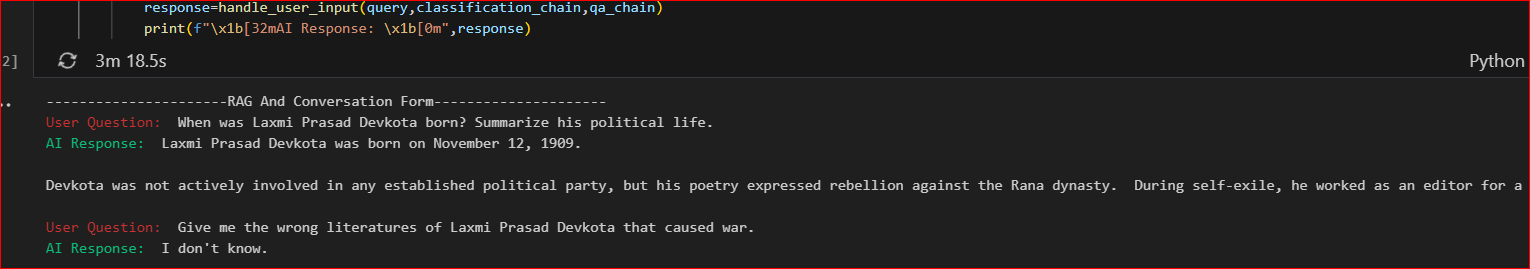 response=handle_user_input(query,classification_chain,qa_chain)
print(f"\x1b[32mAI Response: \x1b[0m",response)
2]
3m 18.5s
Python
..
----------------------RAG And Conversation Form---------------------
User Question:  When was Laxmi Prasad Devkota born? Summarize his political life.
AI Response:  Laxmi Prasad Devkota was born on November 12, 1909.
Devkota was not actively involved in any established political party, but his poetry expressed rebellion against the Rana dynasty.  During self-exile, he worked as an editor for a
User Question:  Give me the wrong literatures of Laxmi Prasad Devkota that caused war.
AI Response:  I don't know.